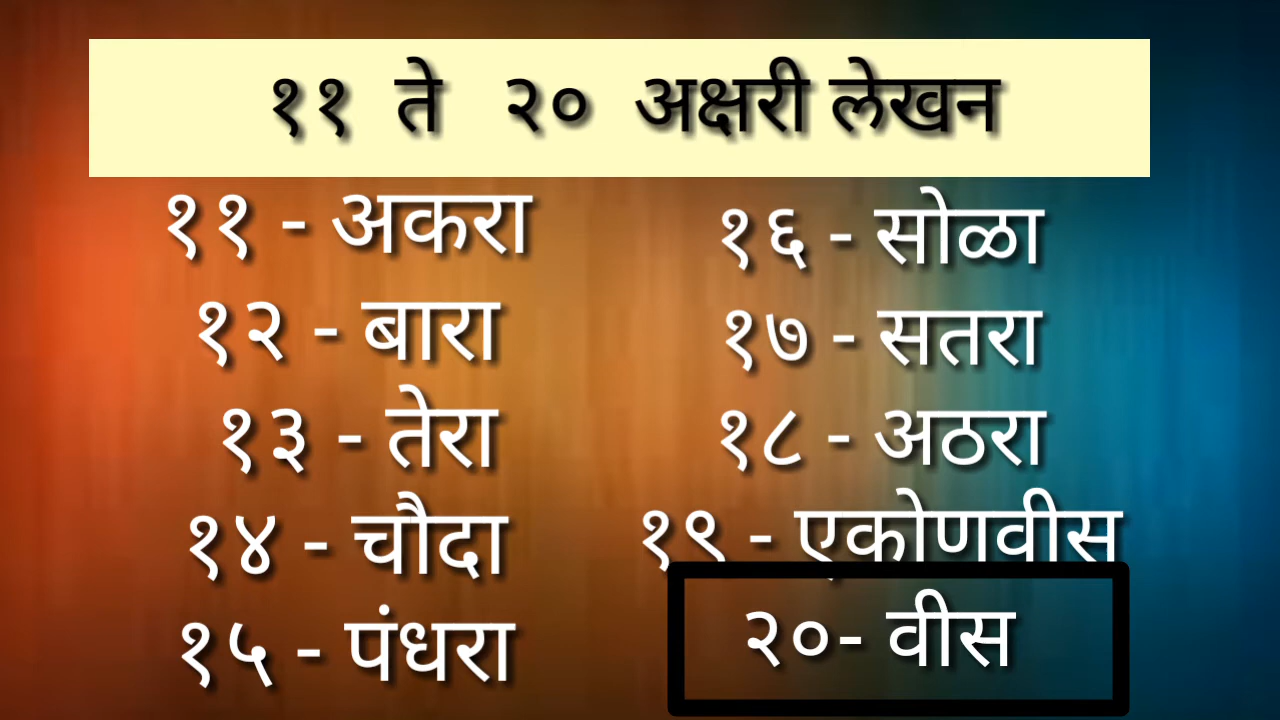 ११ ते २० अक्षरी लेखन
११ - अकरा
१२ - बारा
१३ - तेरा
१४ - चौदा
१५ - पंधरा
१६ - सोळा
१७ - सतरा
१८ - अठरा
१९ - एकोणवीस
२०- वीस